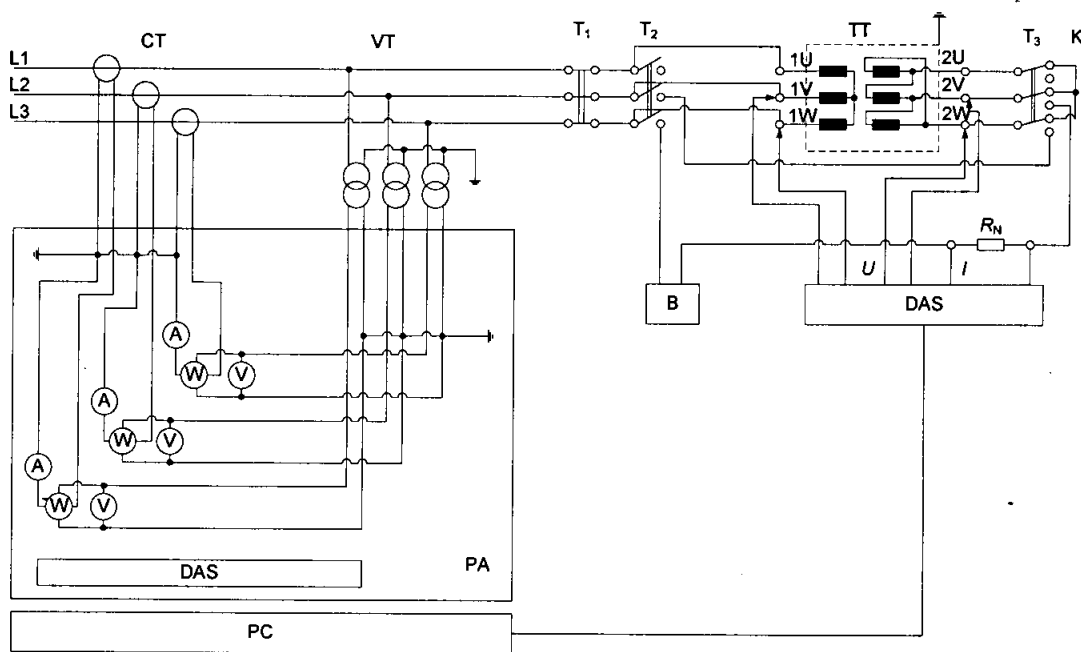 CT VT T₁ T₂ TT T₃ K
L1 1U 2U
L2 1V 2V
L3 1W 2W
R_N
U I
B DAS
A
W V
A
W V
A
W V
DAS PA
PC